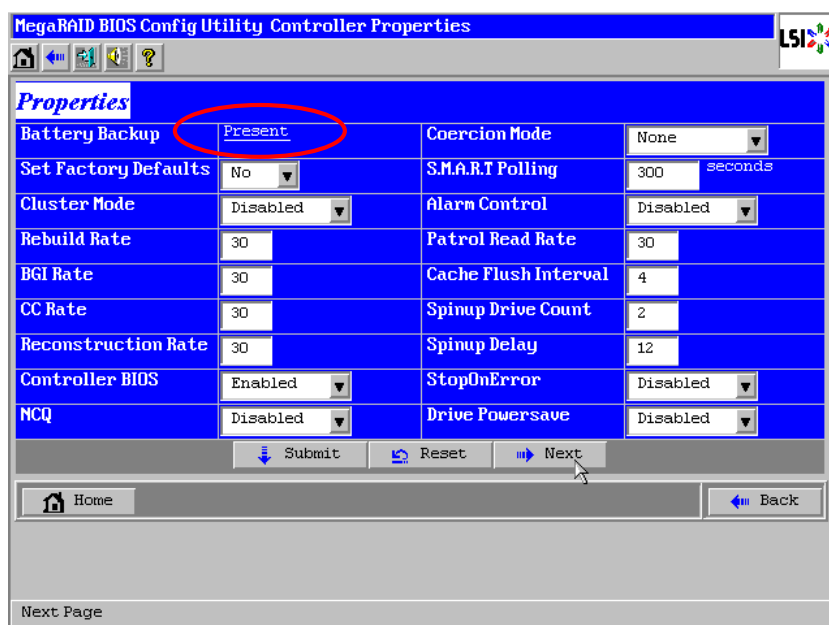 MegaRAID BIOS Config Utility Controller Properties
LSI
Properties
Battery Backup Present Coercion Mode None
Set Factory Defaults No S.M.A.R.T Polling 300 seconds
Cluster Mode Disabled Alarm Control Disabled
Rebuild Rate 30 Patrol Read Rate 30
BGI Rate 30 Cache Flush Interval 4
CC Rate 30 Spinup Drive Count 2
Reconstruction Rate 30 Spinup Delay 12
Controller BIOS Enabled StopOnError Disabled
NCQ Disabled Drive Powersave Disabled
Submit Reset Next
Home Back
Next Page